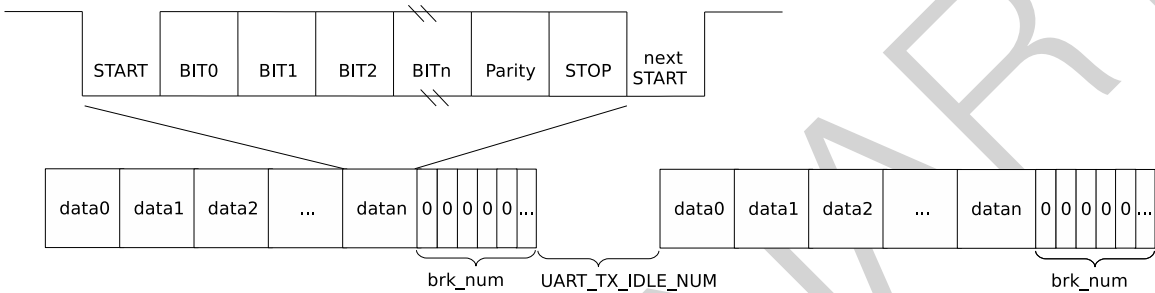 START BIT0 BIT1 BIT2 BITn Parity STOP next START
data0 data1 data2 ... datan 0 0 0 0 0 ... data0 data1 data2 ... datan 0 0 0 0 0 ...
brk_num UART_TX_IDLE_NUM brk_num